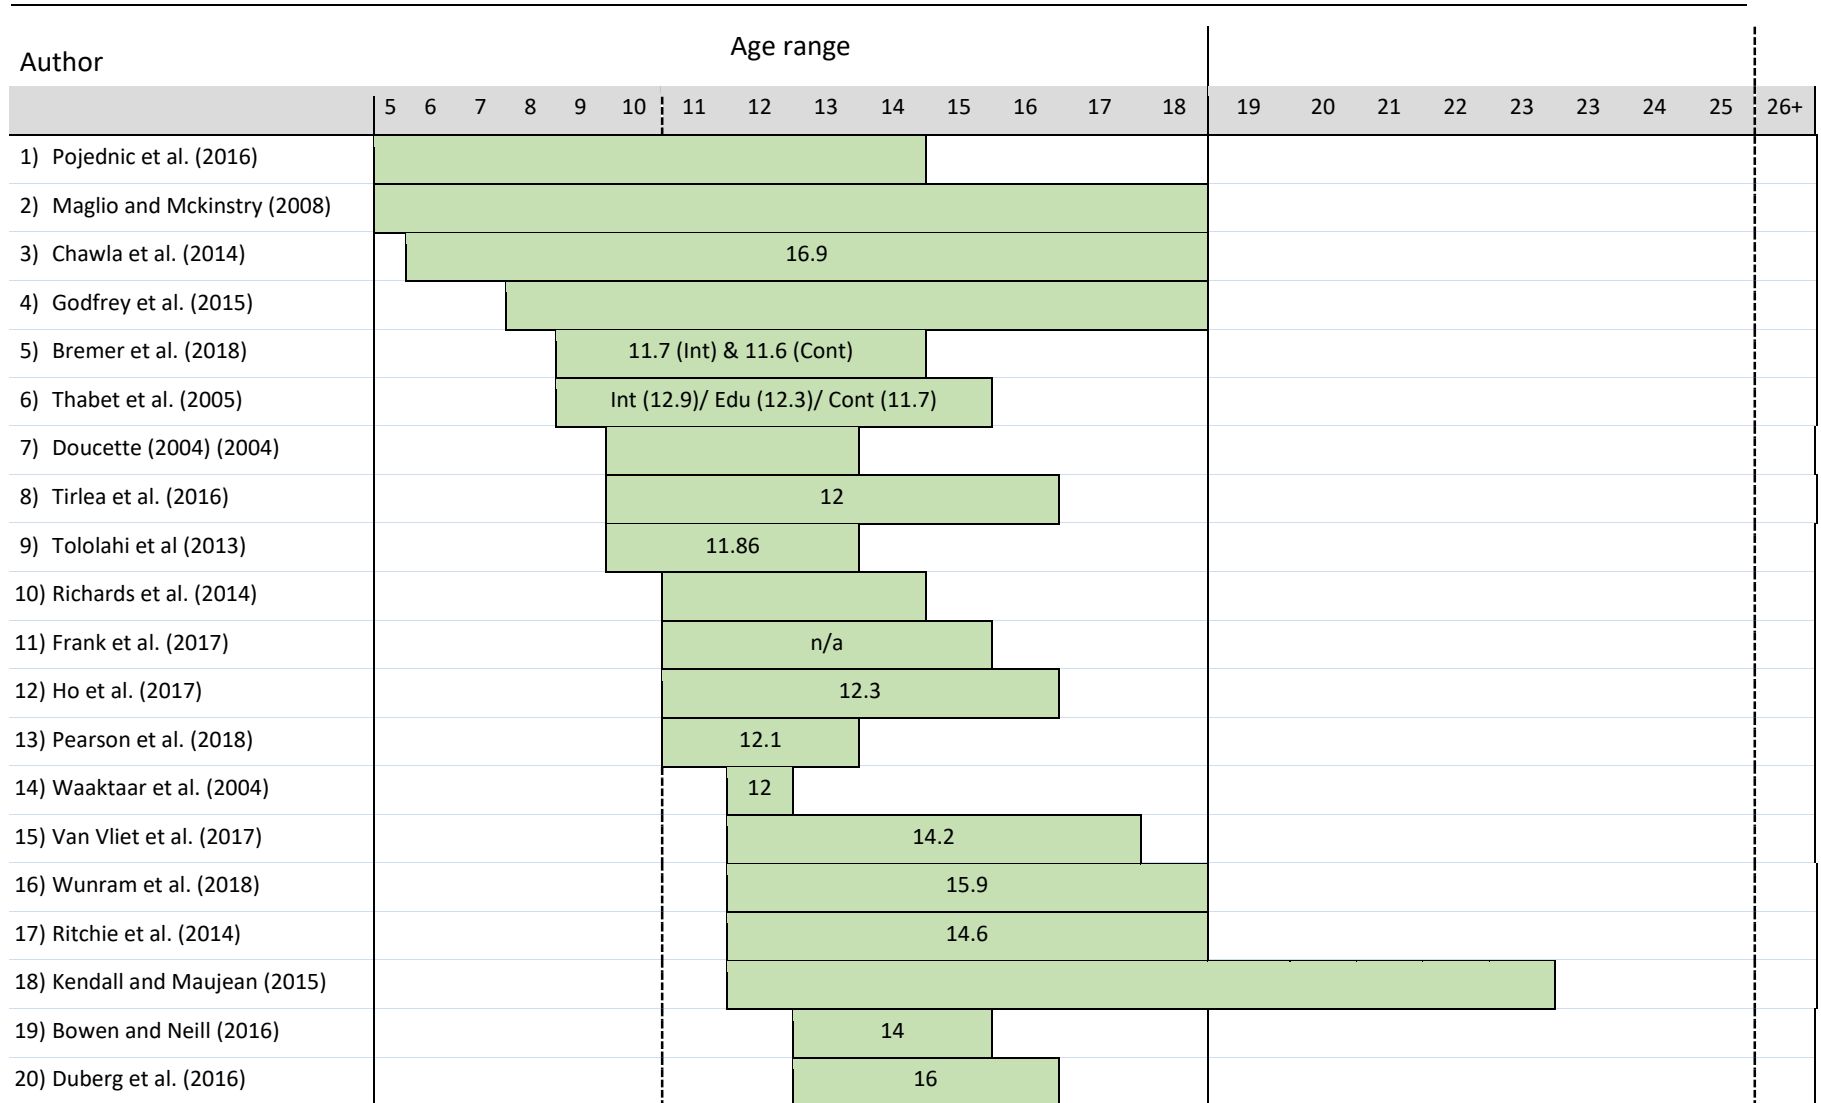 Age range
Author
5 6 7 8 9 10 11 12 13 14 15 16 17 18 19 20 21 22 23 23 24 25 26+
1) Pojednic et al. (2016)
2) Maglio and Mckinstry (2008)
3) Chawla et al. (2014) 16.9
4) Godfrey et al. (2015)
5) Bremer et al. (2018) 11.7 (Int) & 11.6 (Cont)
6) Thabet et al. (2005) Int (12.9)/ Edu (12.3)/ Cont (11.7)
7) Doucette (2004) (2004)
8) Tirlea et al. (2016) 12
9) Tololahi et al (2013) 11.86
10) Richards et al. (2014)
11) Frank et al. (2017) n/a
12) Ho et al. (2017) 12.3
13) Pearson et al. (2018) 12.1
14) Waaktaar et al. (2004) 12
15) Van Vliet et al. (2017) 14.2
16) Wunram et al. (2018) 15.9
17) Ritchie et al. (2014) 14.6
18) Kendall and Maujean (2015)
19) Bowen and Neill (2016) 14
20) Duberg et al. (2016) 16